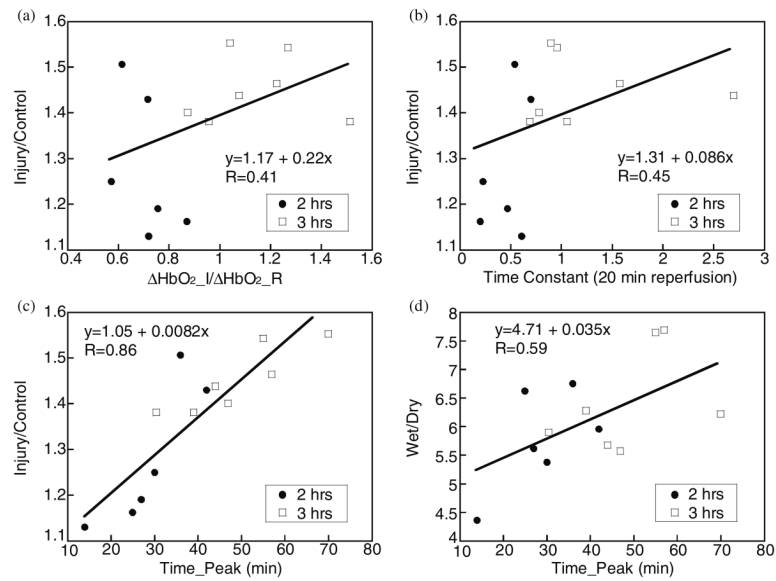 (a)
1.6
1.5
1.4
1.3
1.2
1.1
Injury/Control
y=1.17 + 0.22x
R=0.41
2 hrs
3 hrs
0.4 0.6 0.8 1 1.2 1.4 1.6
ΔHbO₂_I/ΔHbO₂_R
(b)
1.6
1.5
1.4
1.3
1.2
1.1
Injury/Control
y=1.31 + 0.086x
R=0.45
2 hrs
3 hrs
0 0.5 1 1.5 2 2.5 3
Time Constant (20 min reperfusion)
(c)
1.6
1.5
1.4
1.3
1.2
1.1
Injury/Control
y=1.05 + 0.0082x
R=0.86
2 hrs
3 hrs
10 20 30 40 50 60 70 80
Time_Peak (min)
(d)
8
7.5
7
6.5
6
5.5
5
4.5
4
Wet/Dry
y=4.71 + 0.035x
R=0.59
2 hrs
3 hrs
10 20 30 40 50 60 70 80
Time_Peak (min)